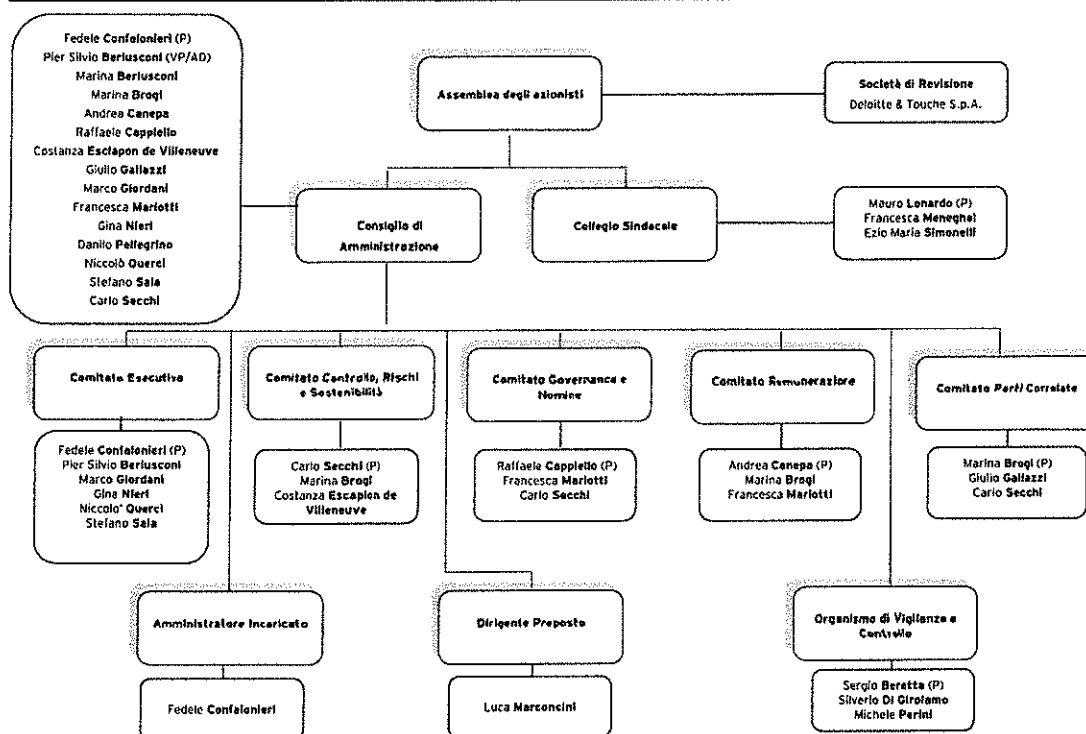 Fedele Confalonieri (P)
Pier Silvio Berlusconi (VP/AD)
Marina Berlusconi
Marina Brogi
Andrea Canepa
Raffaele Cappiello
Costanza Esclapon de Villeneuve
Giulio Gallazzi
Marco Giordani
Francesca Mariotti
Gina Nieri
Danilo Pellegrino
Niccolò Querci
Stefano Sala
Carlo Secchi
Assemblea degli azionisti
Società di Revisione
Deloitte & Touche S.p.A.
Consiglio di
Amministrazione
Collegio Sindacale
Mauro Lonardo (P)
Francesca Meneghel
Ezio Maria Simonelli
Comitato Esecutivo
Fedele Confalonieri (P)
Pier Silvio Berlusconi
Marco Giordani
Gina Nieri
Niccolo' Querci
Stefano Sala
Comitato Controllo, Rischi
e Sostenibilità
Carlo Secchi (P)
Marina Brogi
Costanza Escapion de
Villeneuve
Comitato Governance e
Nomine
Raffaele Cappiello (P)
Francesca Mariotti
Carlo Secchi
Comitato Remunerazione
Andrea Canepa (P)
Marina Brogi
Francesca Mariotti
Comitato Parti Correlate
Marina Brogi (P)
Giulio Gallazzi
Carlo Secchi
Amministratore Incaricato
Fedele Confalonieri
Dirigente Preposto
Luca Marconcini
Organismo di Vigilanza e
Controllo
Sergio Beretta (P)
Silverio Di Girolamo
Michele Perini